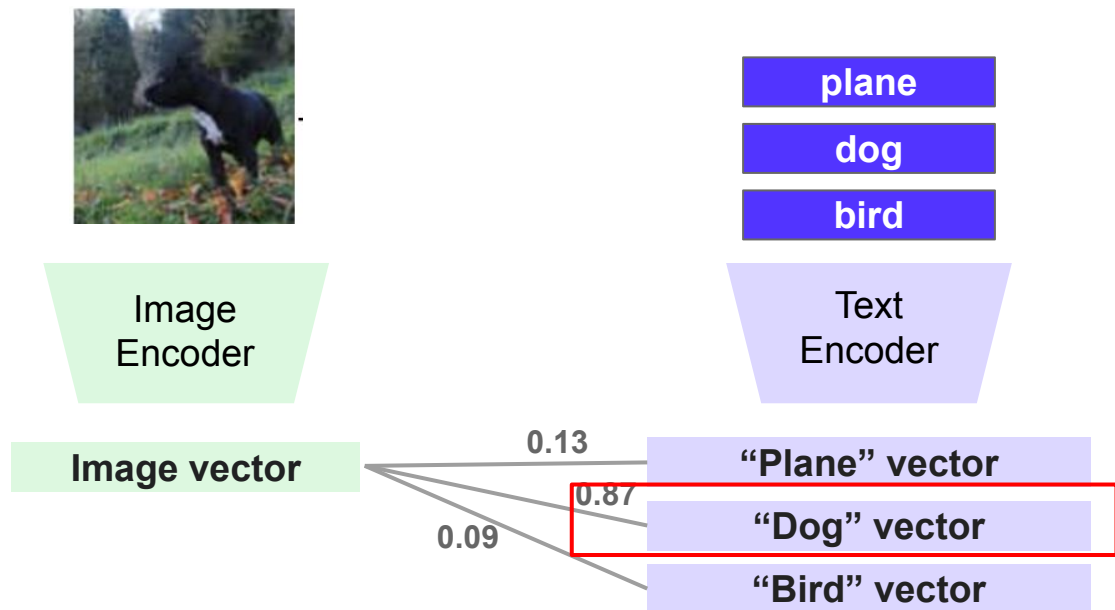 plane
dog
bird
Image
Encoder
Text
Encoder
Image vector
0.13
0.87
0.09
“Plane” vector
“Dog” vector
“Bird” vector